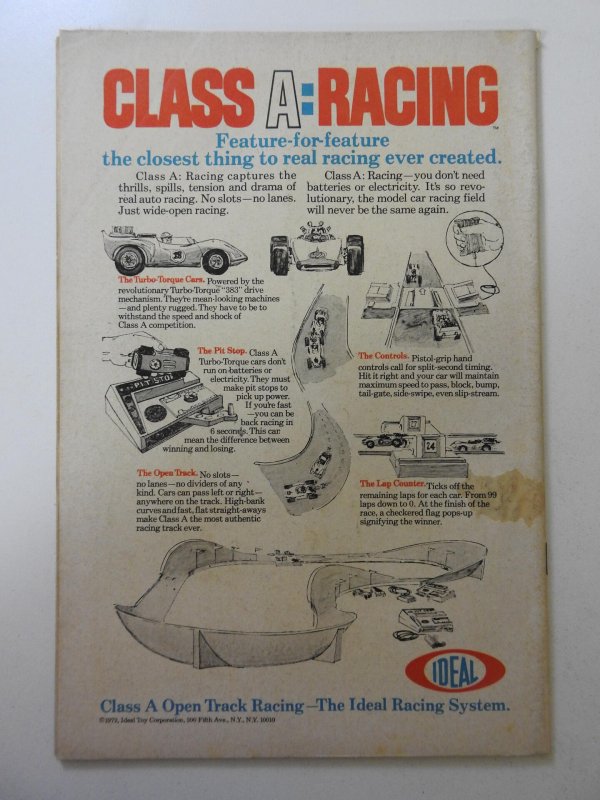 CLASS A: RACING
™
Feature-for-feature
the closest thing to real racing ever created.
Class A: Racing captures the
thrills, spills, tension and drama of
real auto racing. No slots—no lanes.
Just wide-open racing.
Class A: Racing—you don't need
batteries or electricity. It's so revo-
lutionary, the model car racing field
will never be the same again.
28
The Turbo-Torque Cars. Powered by the
revolutionary Turbo-Torque "383" drive
mechanism. They're mean-looking machines
—and plenty rugged. They have to be to
withstand the speed and shock of
Class A competition.
PIT STOP
The Pit Stop. Class A
Turbo-Torque cars don't
run on batteries or
electricity. They must
make pit stops to
pick up power.
If you're fast
—you can be
back racing in
6 seconds. This can
mean the difference between
winning and losing.
The Controls. Pistol-grip hand
controls call for split-second timing.
Hit it right and your car will maintain
maximum speed to pass, block, bump,
tail-gate, side-swipe, even slip-stream.
24
The Open Track. No slots—
no lanes—no dividers of any
kind. Cars can pass left or right—
anywhere on the track. High-bank
curves and fast, flat straight-aways
make Class A the most authentic
racing track ever.
The Lap Counter. Ticks off the
remaining laps for each car. From 99
laps down to 0. At the finish of the
race, a checkered flag pops-up
signifying the winner.
IDEAL
Class A Open Track Racing—The Ideal Racing System.
©1972, Ideal Toy Corporation, 200 Fifth Ave., N.Y., N.Y. 10010